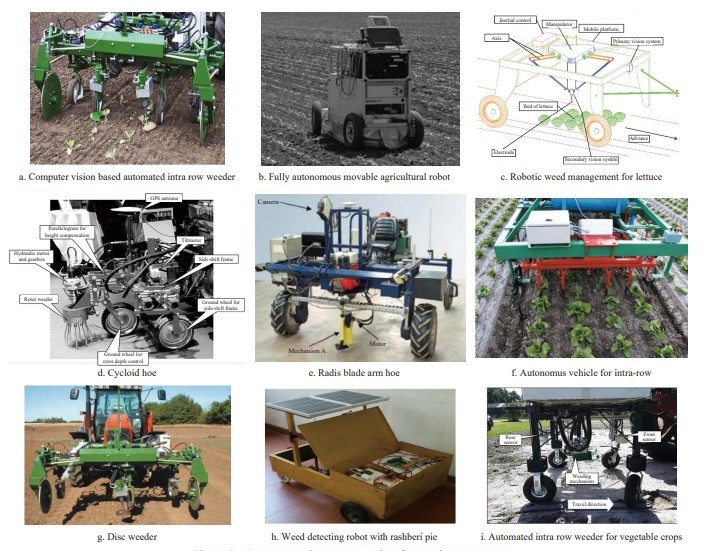 a. Computer vision based automated intra row weeder
b. Fully autonomous movable agricultural robot
Inertial control
Manipulator
Mobile platform
Axis
Primary vision system
Bed of lettuce
Advance
Electrode
Secondary vision system
c. Robotic weed management for lettuce
GPS antenna
Parallelogram for
height compensation
Tiltmeter
Hydraulic motor
and gearbox
Side-shift frame
Rotor weeder
Ground wheel for
side-shift frame
Ground wheel for
rotor depth control
d. Cycloid hoe
Camera
Mechanism A
Motor
e. Radis blade arm hoe
f. Autonomus vehicle for intra-row
g. Disc weeder
h. Weed detecting robot with rashberi pie
Rear
sensor
Front
sensor
Weeding
mechanism
Travel direction
i. Automated intra row weeder for vegetable crops